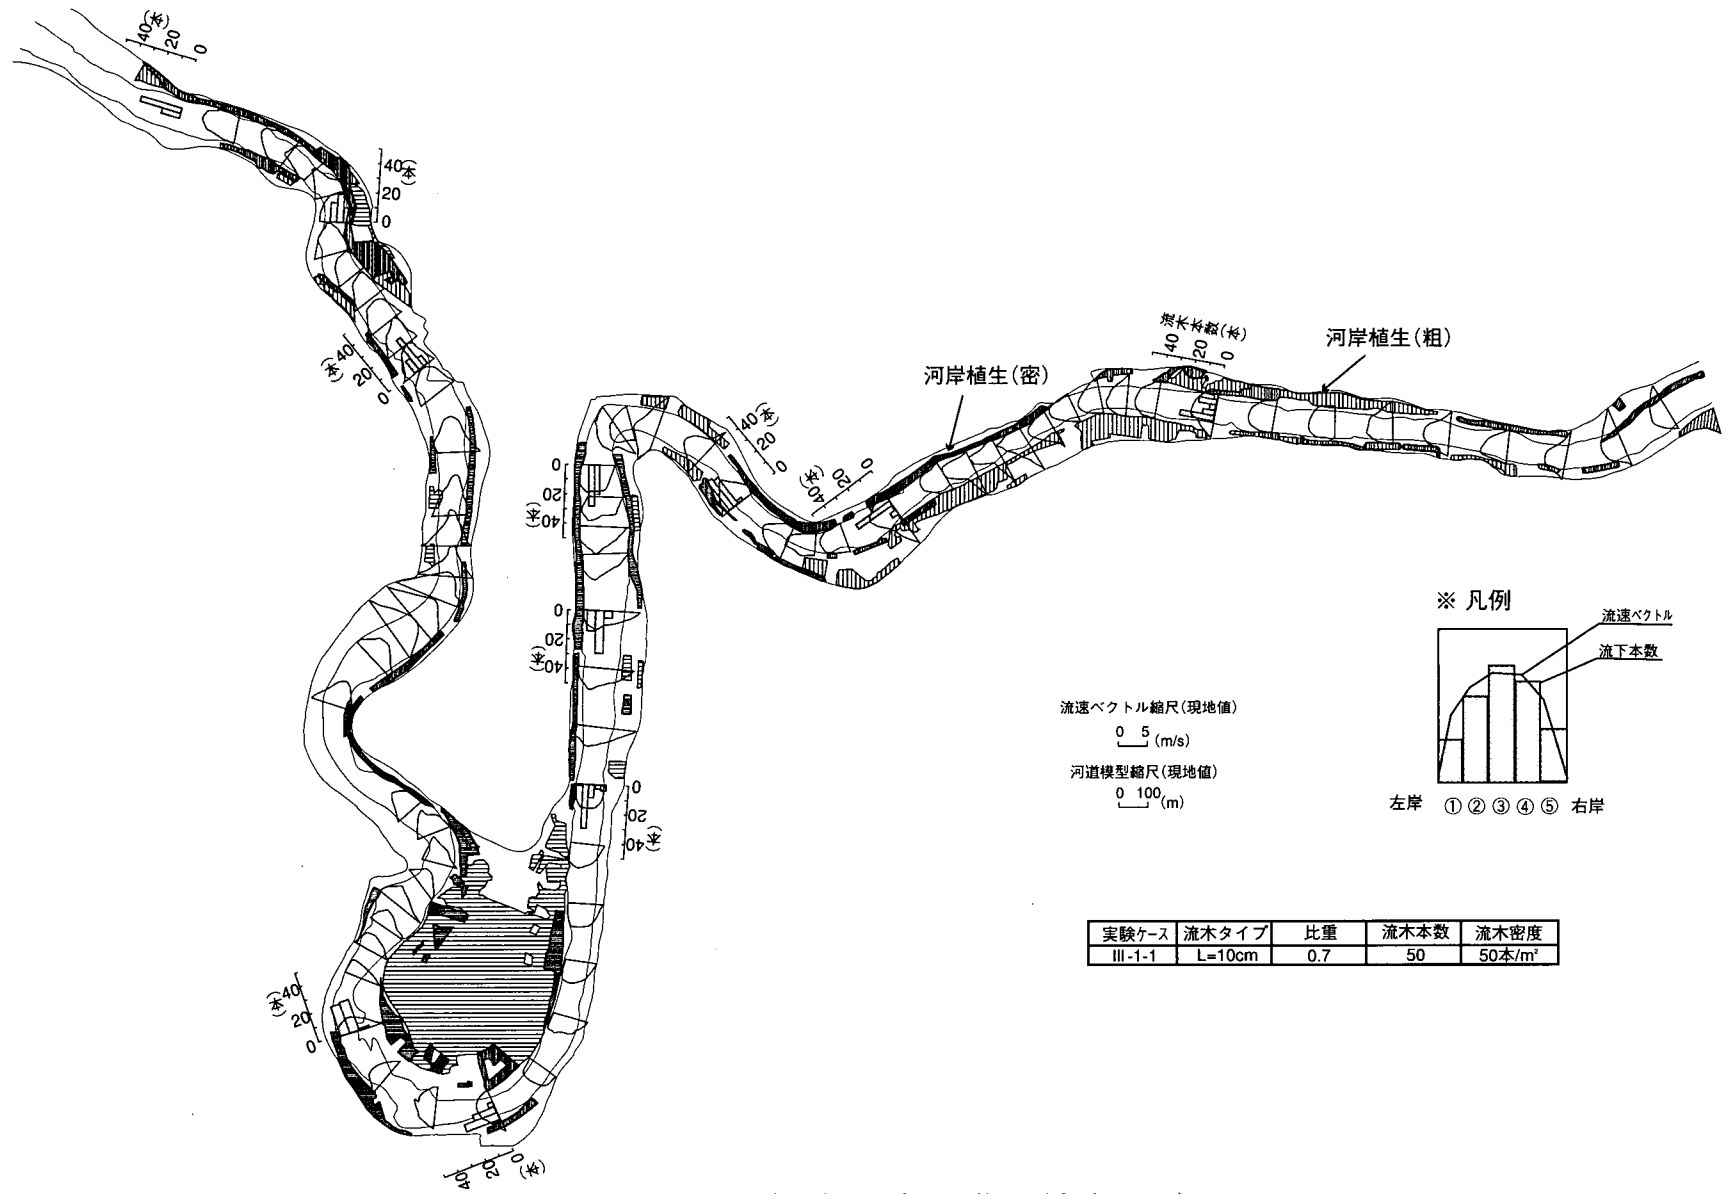 40
20
0
(本)
40
20
0
(本)
40
20
0
(本)
流木本数(本)
40
20
0
河岸植生(粗)
河岸植生(密)
40
20
0
(本)
40
20
0
(本)
0
20
40
(本)
0
20
40
(本)
0
20
40
(本)
40
20
0
(本)
40
20
0
(本)
※ 凡例
流速ベクトル
流下本数
左岸 ① ② ③ ④ ⑤ 右岸
流速ベクトル縮尺(現地値)
0 5 (m/s)
河道模型縮尺(現地値)
0 100 (m)
実験ケース 流木タイプ 比重 流木本数 流木密度
Ⅲ-1-1 L=10cm 0.7 50 50本/m²